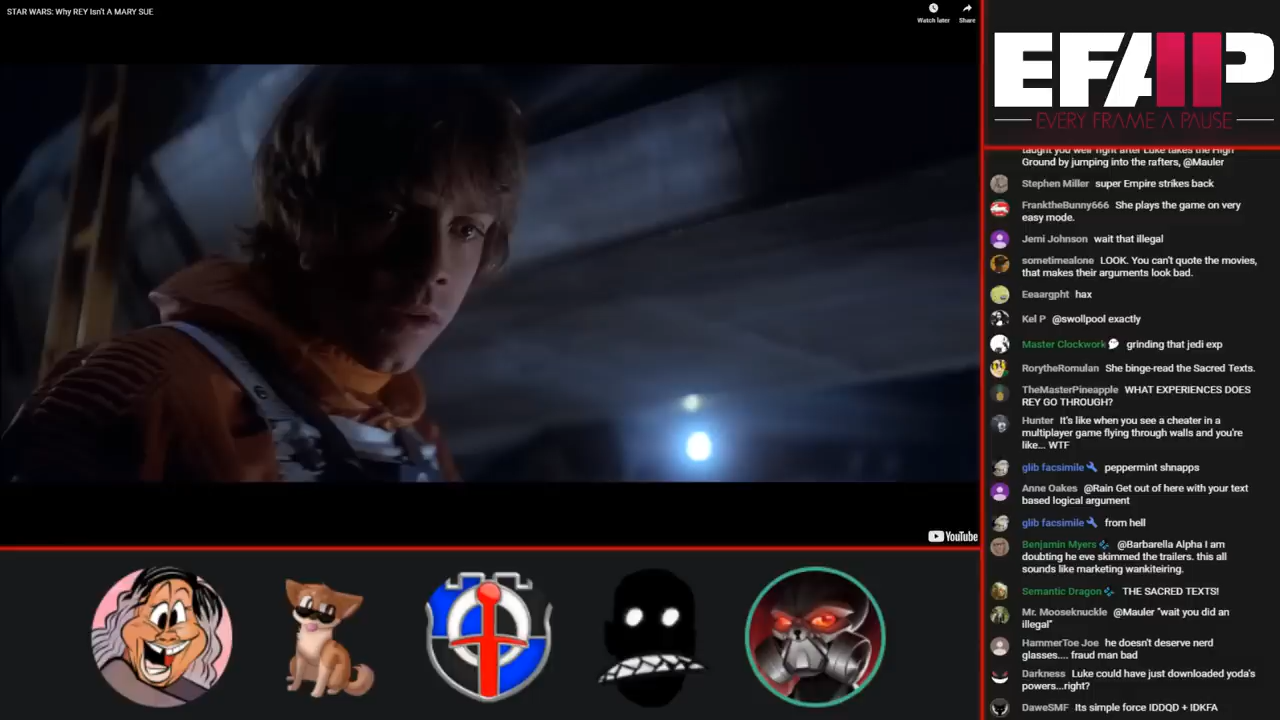 STAR WARS: Why REY Isn't A MARY SUE
Watch later
Share
EFAP
EVERY FRAME A PAUSE
taught you well right after Luke takes the High
Ground by jumping into the rafters, @Mauler
Stephen Miller super Empire strikes back
FranktheBunny666 She plays the game on very
easy mode.
Jemi Johnson wait that illegal
sometimealone LOOK. You can't quote the movies,
that makes their arguments look bad.
Eeaargpht hax
Kel P @swollpool exactly
Master Clockwork grinding that jedi exp
RorytheRomulan She binge-read the Sacred Texts.
TheMasterPineapple WHAT EXPERIENCES DOES
REY GO THROUGH?
Hunter It's like when you see a cheater in a
multiplayer game flying through walls and you're
like... WTF
glib facsimile peppermint shnapps
Anne Oakes @Rain Get out of here with your text
based logical argument
glib facsimile from hell
Benjamin Myers @Barbarella Alpha I am
doubting he eve skimmed the trailers. this all
sounds like marketing wankiteiring.
Semantic Dragon THE SACRED TEXTS!
Mr. Mooseknuckle @Mauler "wait you did an
illegal"
HammerToe Joe he doesn't deserve nerd
glasses.... fraud man bad
Darkness Luke could have just downloaded yoda's
powers...right?
DaweSMF Its simple force IDDQD + IDKFA
YouTube